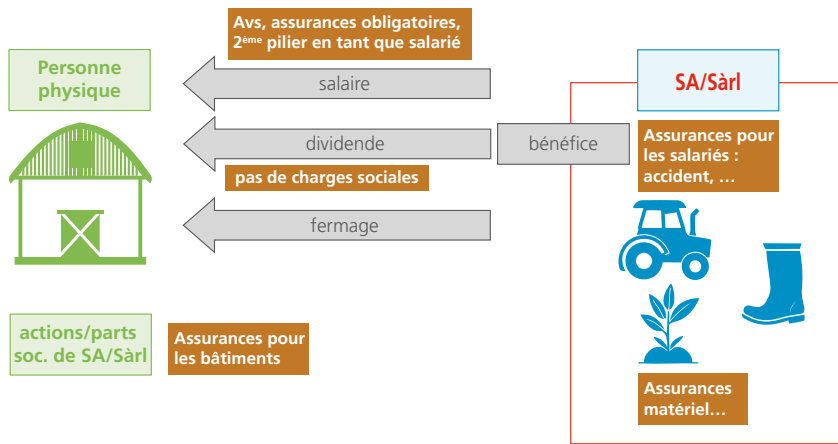 Avs, assurances obligatoires,
2ème pilier en tant que salarié
Personne
physique
salaire
SA/Sàrl
dividende
bénéfice
Assurances pour
les salariés :
accident, ...
pas de charges sociales
fermage
actions/parts
soc. de SA/Sàrl
Assurances pour
les bâtiments
Assurances
matériel...